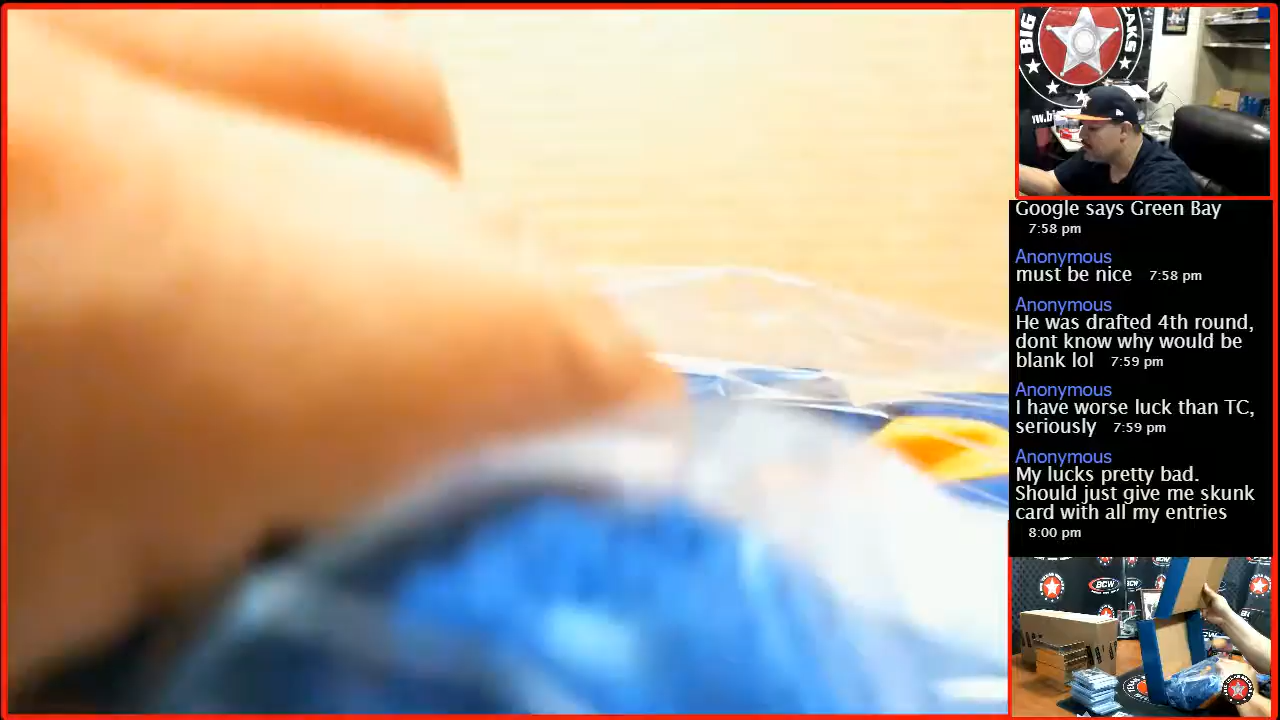 BIG
BREAKS
Google says Green Bay
7:58 pm
Anonymous
must be nice 7:58 pm
Anonymous
He was drafted 4th round,
dont know why would be
blank lol 7:59 pm
Anonymous
I have worse luck than TC,
seriously 7:59 pm
Anonymous
My lucks pretty bad.
Should just give me skunk
card with all my entries
8:00 pm
BCW